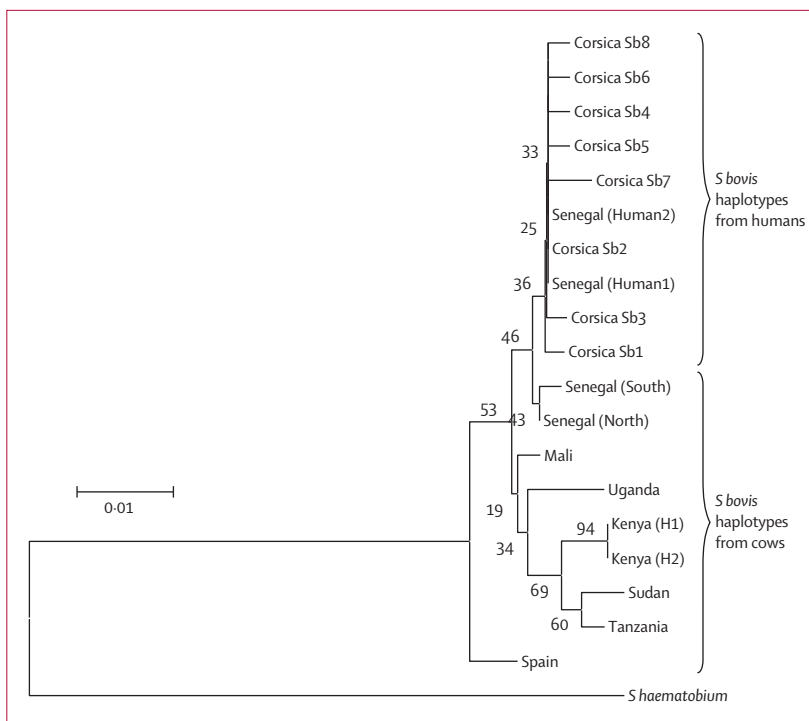 Corsica Sb8
Corsica Sb6
Corsica Sb4
Corsica Sb5
33
Corsica Sb7
Senegal (Human2)
25
Corsica Sb2
Senegal (Human1)
36
Corsica Sb3
46
Corsica Sb1
S bovis
haplotypes
from humans
Senegal (South)
53
43
Senegal (North)
Mali
0·01
19
Uganda
94
Kenya (H1)
34
Kenya (H2)
69
Sudan
60
Tanzania
Spain
S bovis
haplotypes
from cows
S haematobium